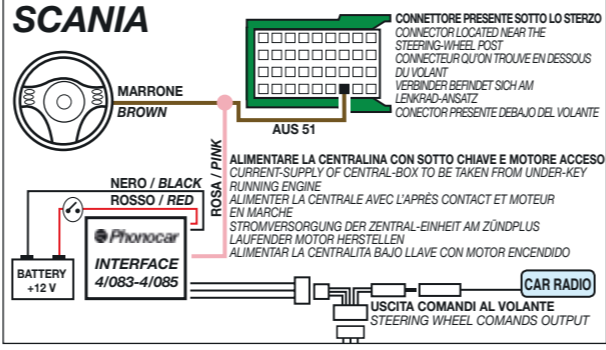 SCANIA
CONNETTORE PRESENTE SOTTO LO STERZO
CONNECTOR LOCATED NEAR THE
STEERING-WHEEL POST
CONNECTEUR QU'ON TROUVE EN DESSOUS
DU VOLANT
VERBINDER BEFINDET SICH AM
LENKRAD-ANSATZ
CONECTOR PRESENTE DEBAJO DEL VOLANTE
MARRONE
BROWN
AUS 51
ROSA / PINK
ALIMENTARE LA CENTRALINA CON SOTTO CHIAVE E MOTORE ACCESO
CURRENT-SUPPLY OF CENTRAL-BOX TO BE TAKEN FROM UNDER-KEY
RUNNING ENGINE
ALIMENTER LA CENTRALE AVEC L'APRÈS CONTACT ET MOTEUR
EN MARCHE
STROMVERSORGUNG DER ZENTRAL-EINHEIT AM ZÜNDPLUS
LAUFENDER MOTOR HERSTELLEN
ALIMENTAR LA CENTRALITA BAJO LLAVE CON MOTOR ENCENDIDO
NERO / BLACK
ROSSO / RED
Phonocar
INTERFACE
4/083-4/085
BATTERY
+12 V
CAR RADIO
USCITA COMANDI AL VOLANTE
STEERING WHEEL COMANDS OUTPUT